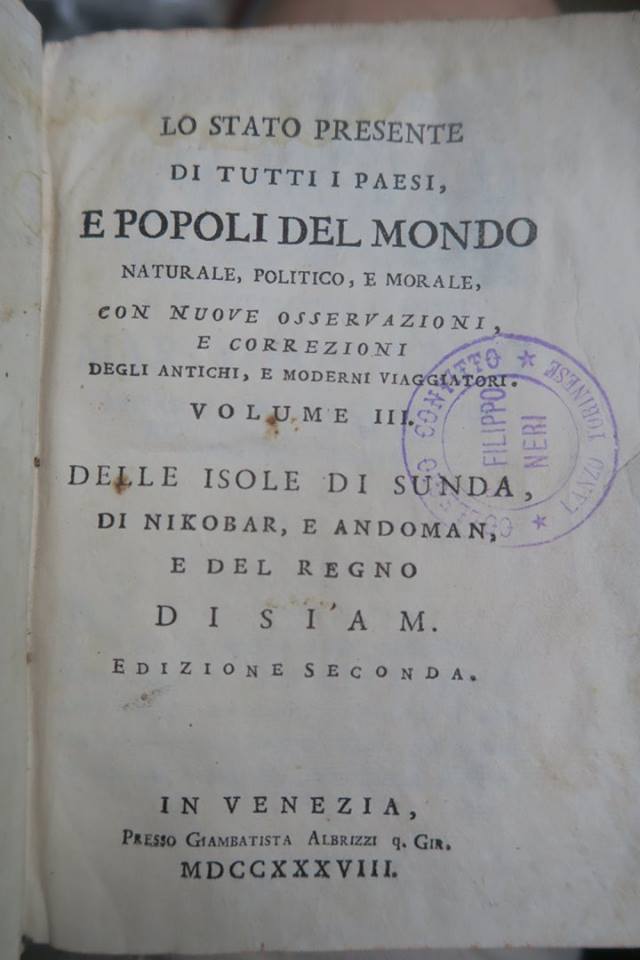 LO STATO PRESENTE
DI TUTTI I PAESI,
E POPOLI DEL MONDO
NATURALE, POLITICO, E MORALE,
CON NUOVE OSSERVAZIONI,
E CORREZIONI
DEGLI ANTICHI, E MODERNI VIAGGIATORI.
VOLUME III.
DELLE ISOLE DI SUNDA,
DI NIKOBAR, E ANDOMAN,
E DEL REGNO
DI SIAM.
EDIZIONE SECONDA.
IN VENEZIA,
PRESSO GIAMBATISTA ALBRIZZI q. GIR.
MDCCXXXVIII.
FILIPPO
NERI
LANZO TORINESE